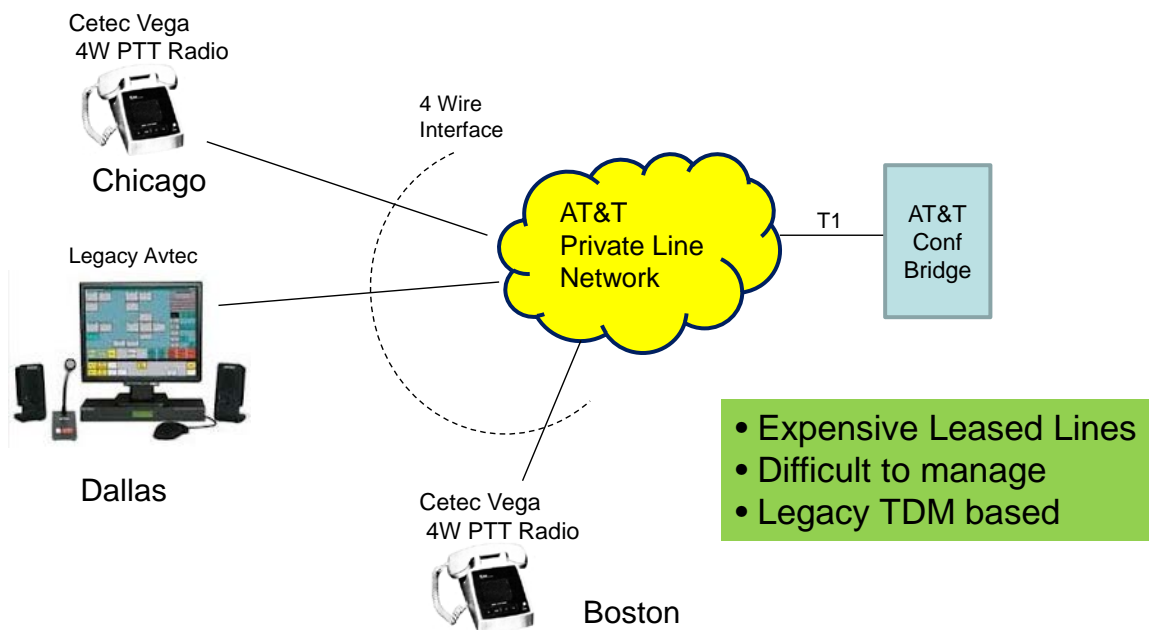 Cetec Vega
4W PTT Radio
Chicago
4 Wire
Interface
AT&T
Private Line
Network
T1
AT&T
Conf
Bridge
Legacy Avtec
Dallas
Cetec Vega
4W PTT Radio
Boston
• Expensive Leased Lines
• Difficult to manage
• Legacy TDM based